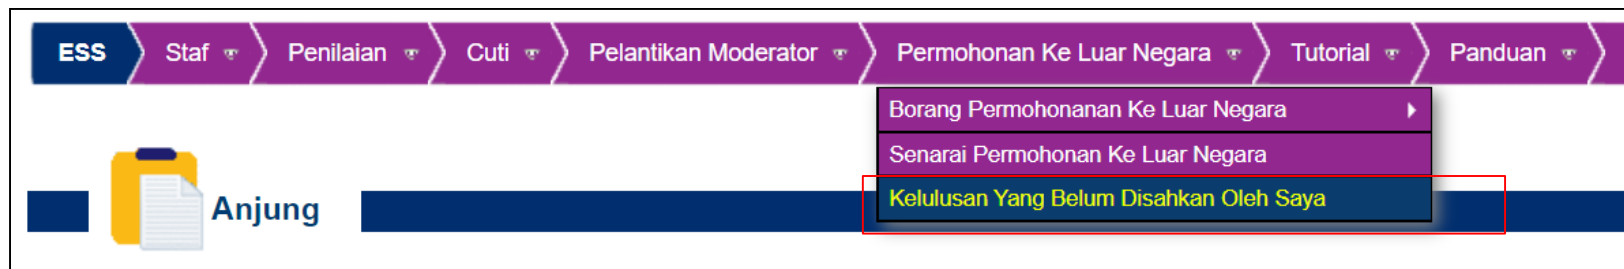 ESS Staf Penilaian Cuti Pelantikan Moderator Permohonan Ke Luar Negara Tutorial Panduan
Borang Permohonanan Ke Luar Negara
Senarai Permohonan Ke Luar Negara
Kelulusan Yang Belum Disahkan Oleh Saya
Anjung